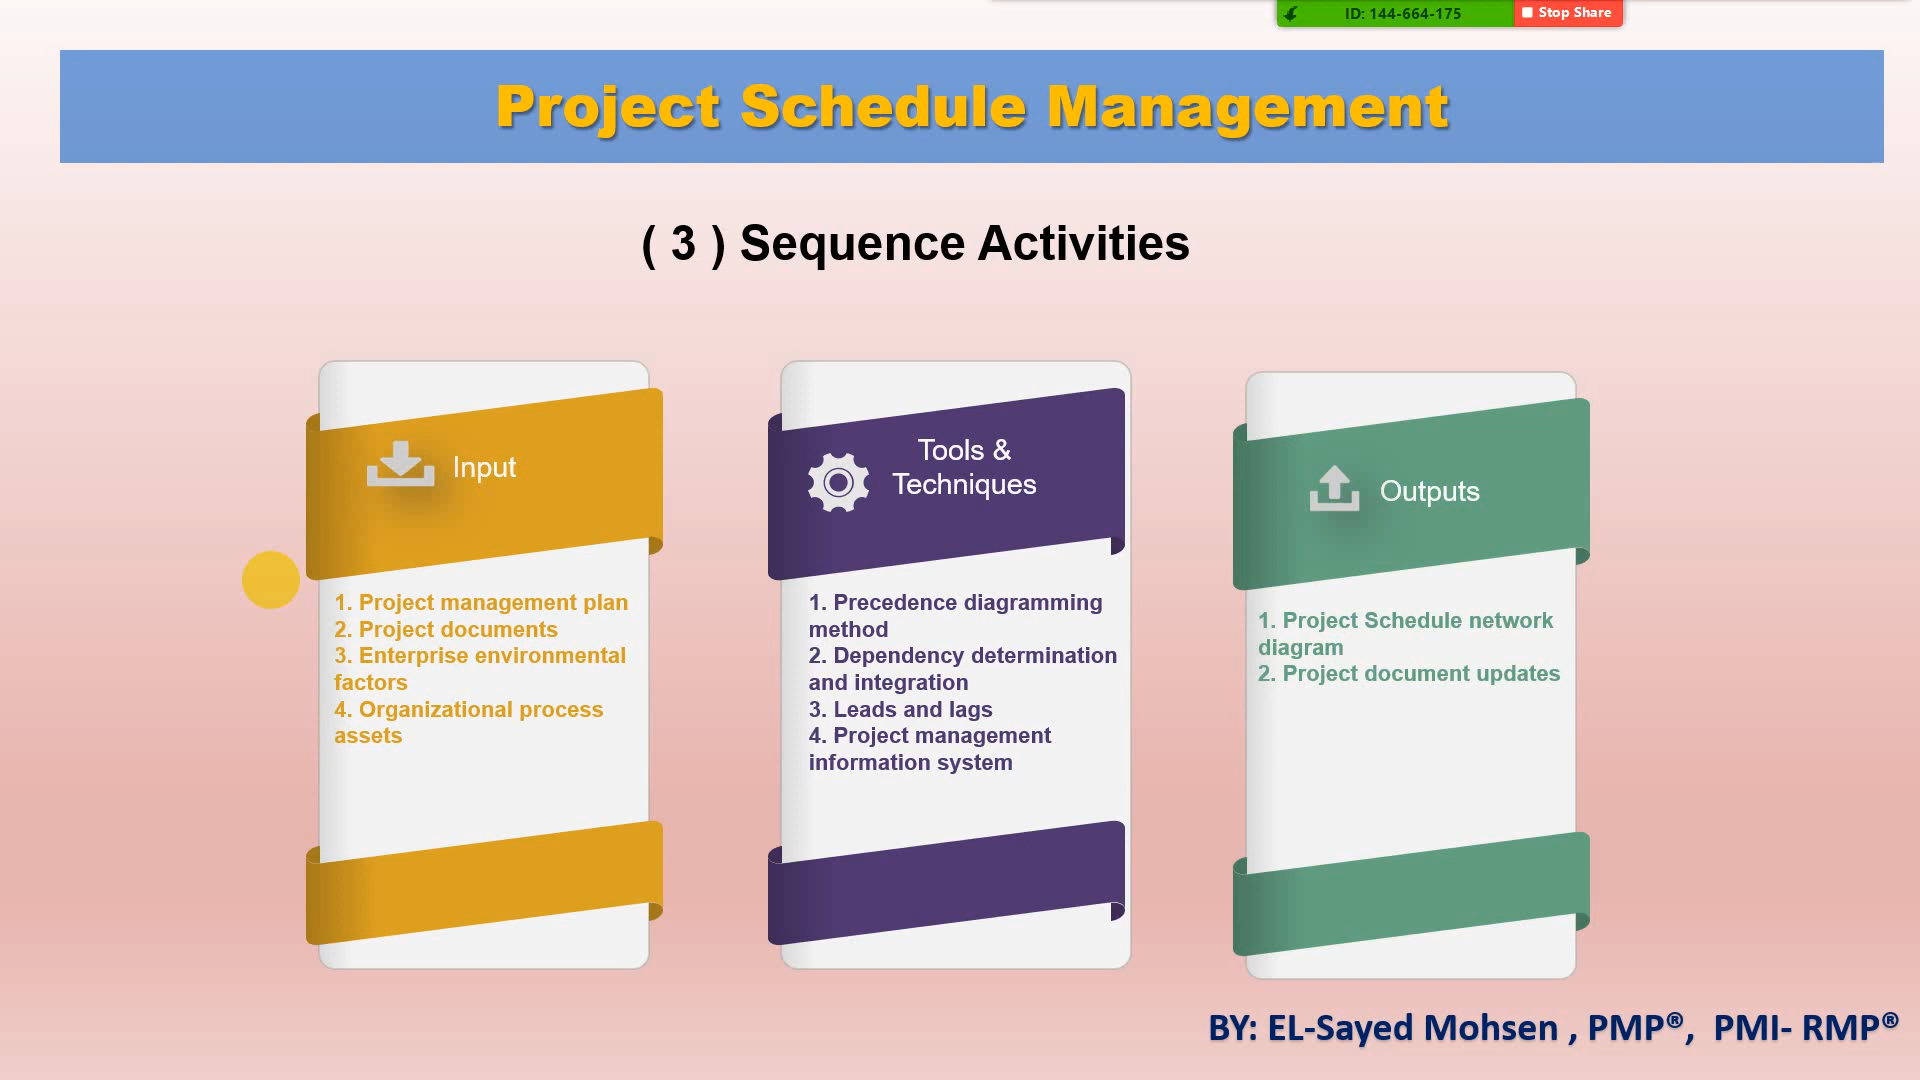 ID: 144-664-175
Stop Share
Project Schedule Management
( 3 ) Sequence Activities
Input
1. Project management plan
2. Project documents
3. Enterprise environmental
factors
4. Organizational process
assets
Tools &
Techniques
1. Precedence diagramming
method
2. Dependency determination
and integration
3. Leads and lags
4. Project management
information system
Outputs
1. Project Schedule network
diagram
2. Project document updates
BY: EL-Sayed Mohsen , PMP®, PMI- RMP®